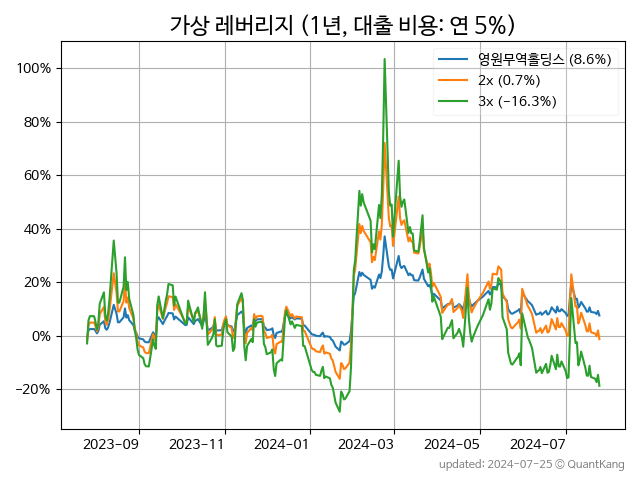 가상 레버리지 (1년, 대출 비용: 연 5%)
영원무역홀딩스 (8.6%)
2x (0.7%)
3x (-16.3%)
100%
80%
60%
40%
20%
0%
-20%
2023-09
2023-11
2024-01
2024-03
2024-05
2024-07
updated: 2024-07-25 © QuantKang